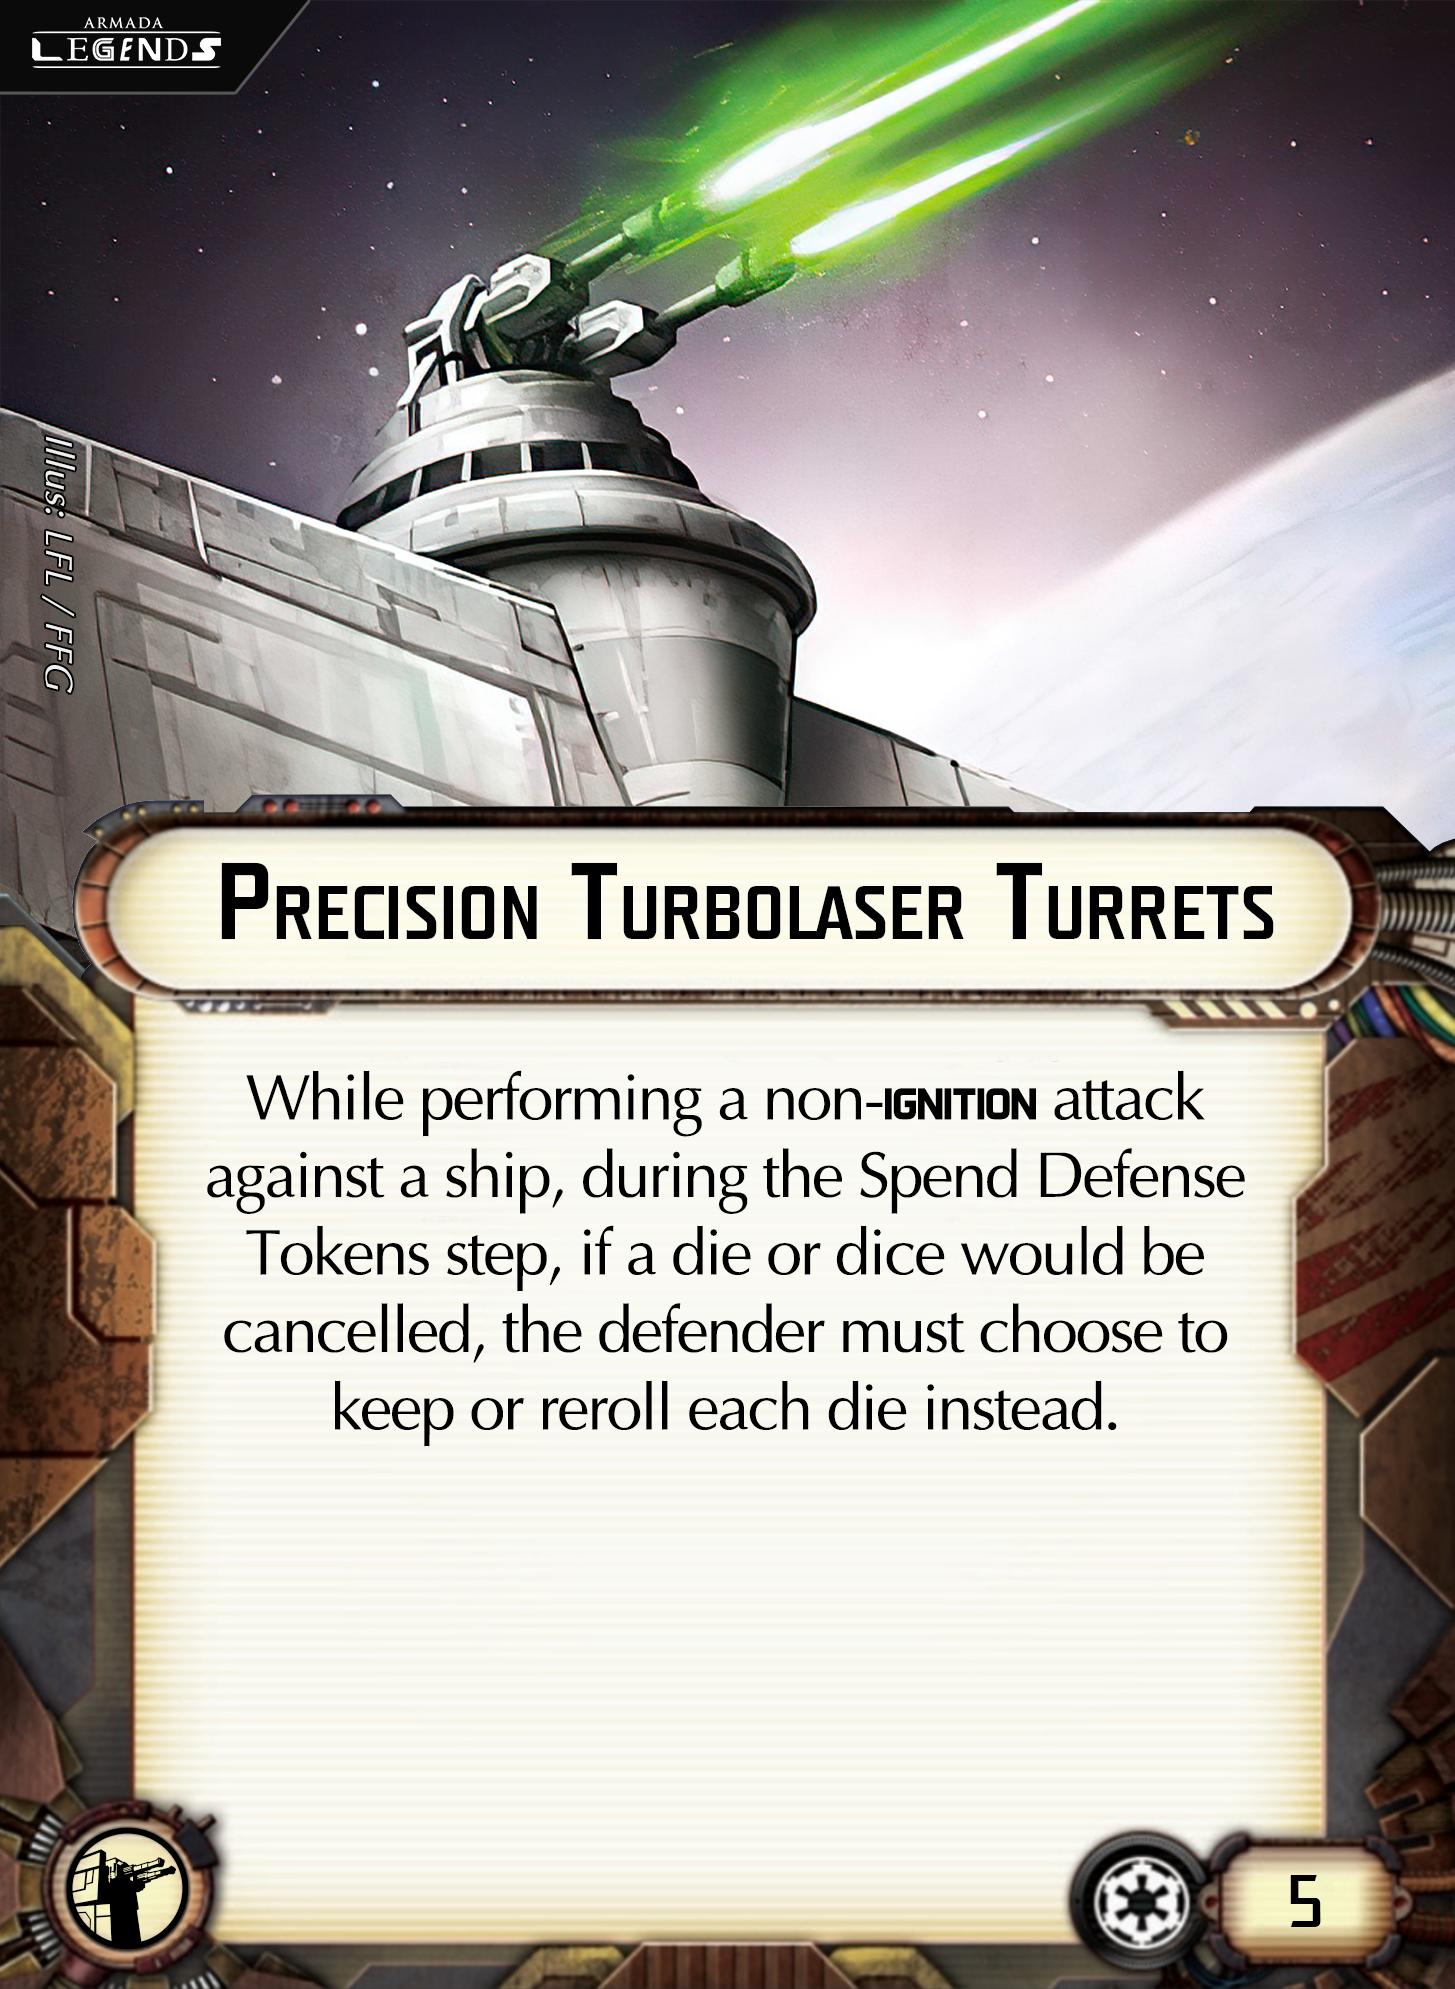 ARMADA
LEGENDS
Illus: LFL / FFG
PRECISION TURBOLASER TURRETS
While performing a non-IGNITION attack
against a ship, during the Spend Defense
Tokens step, if a die or dice would be
cancelled, the defender must choose to
keep or reroll each die instead.
5